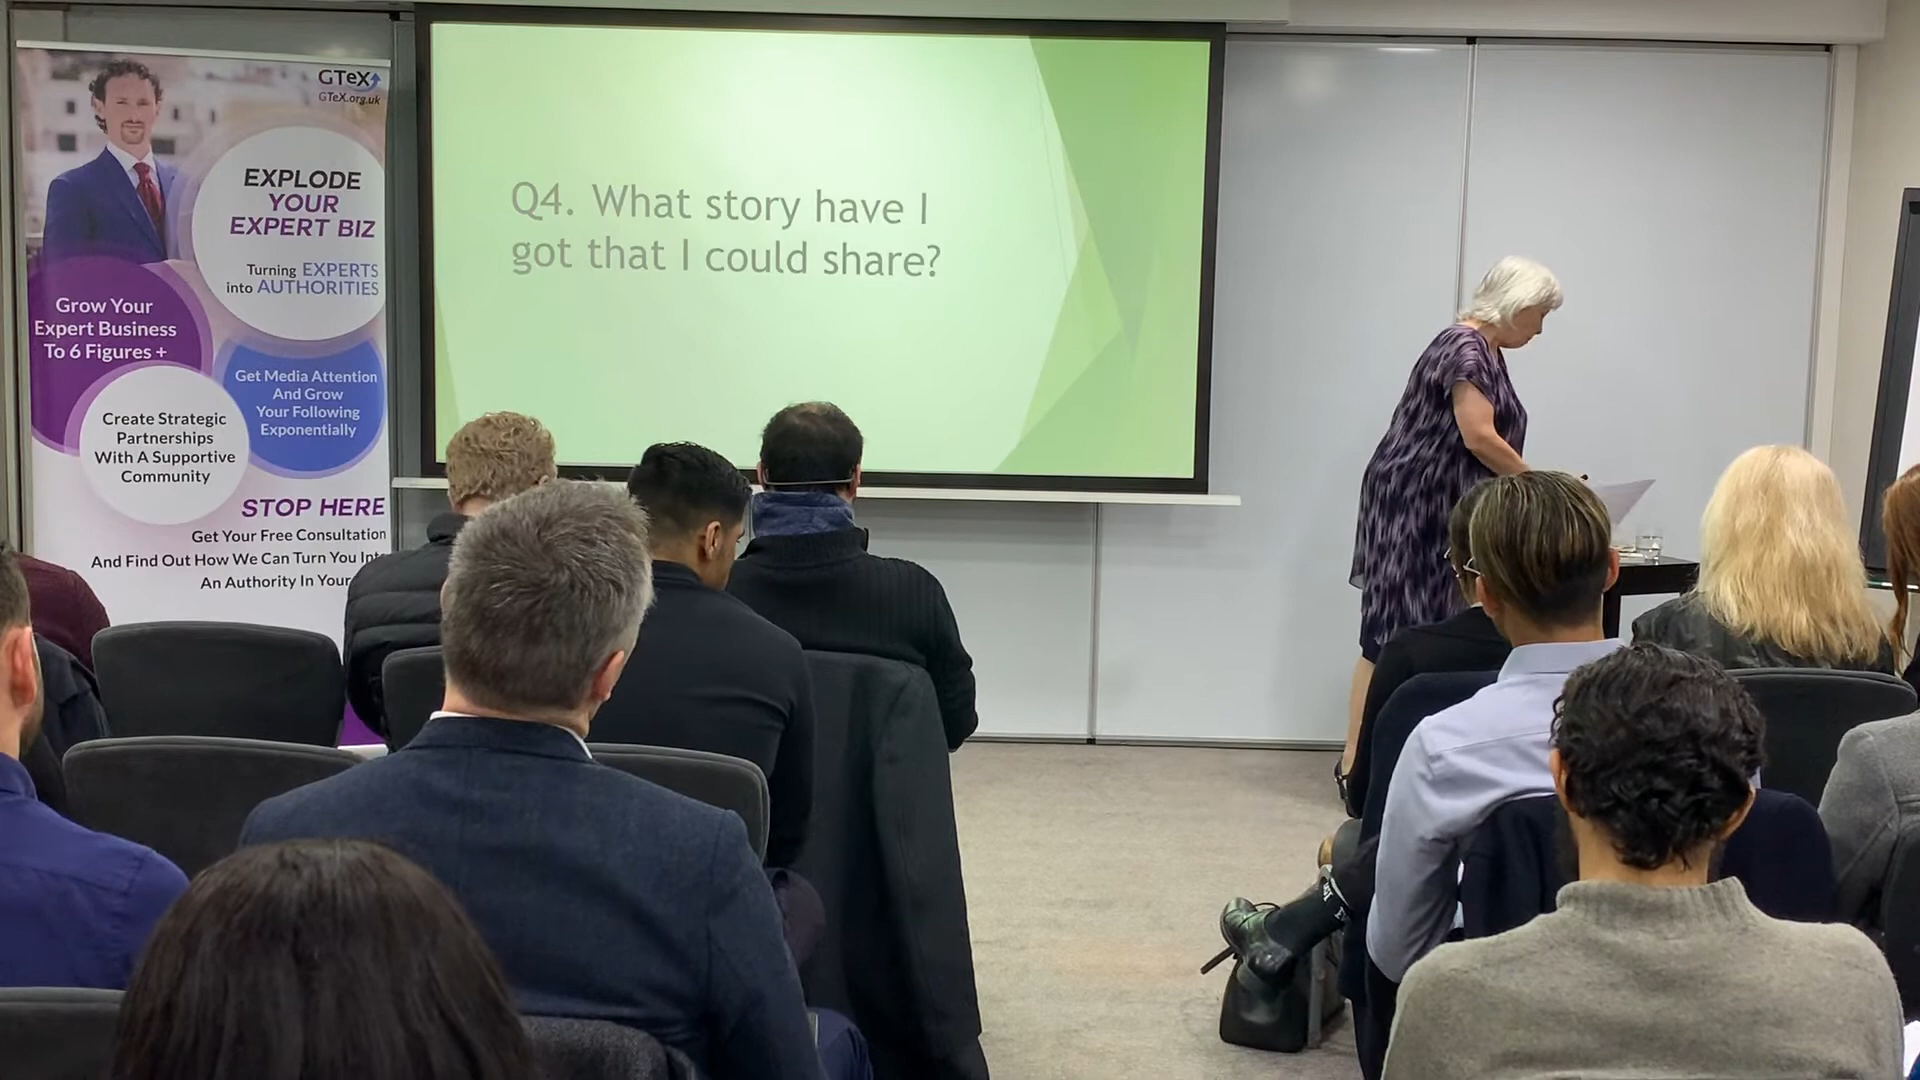 GTeX
GTeX.org.uk
EXPLODE
YOUR
EXPERT BIZ
Turning EXPERTS
into AUTHORITIES
Grow Your
Expert Business
To 6 Figures +
Get Media Attention
And Grow
Your Following
Exponentially
Create Strategic
Partnerships
With A Supportive
Community
STOP HERE
Get Your Free Consultation
And Find Out How We Can Turn You
An Authority In Your
Q4. What story have I
got that I could share?